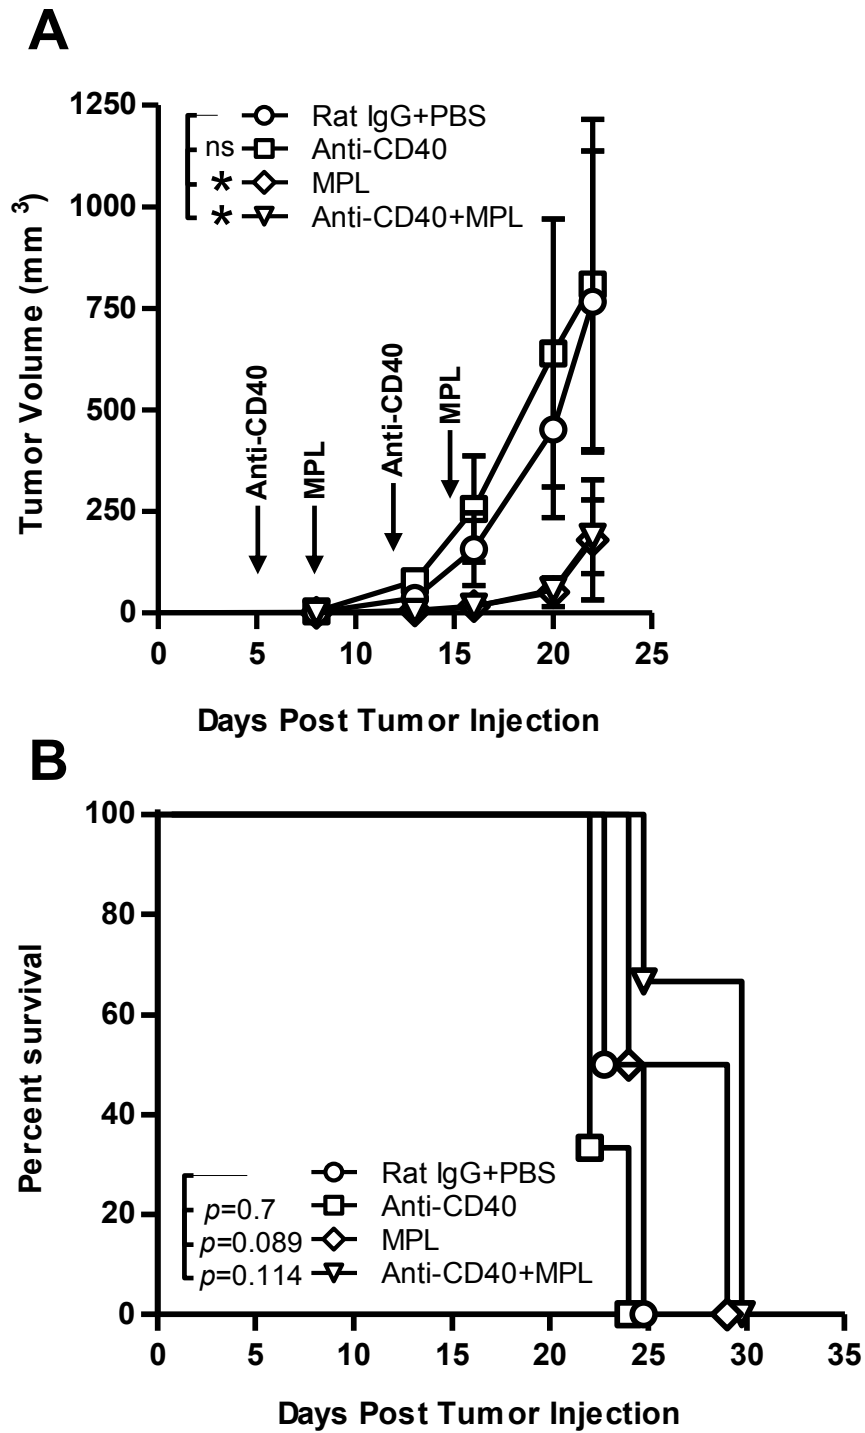 A
Rat IgG+PBS
ns Anti-CD40
* MPL
* Anti-CD40+MPL
1250
1000
750
500
250
0
Tumor Volume (mm 3)
Anti-CD40
MPL
Anti-CD40
MPL
0 5 10 15 20 25
Days Post Tumor Injection
B
100
80
60
40
20
0
Percent survival
Rat IgG+PBS
p=0.7 Anti-CD40
p=0.089 MPL
p=0.114 Anti-CD40+MPL
0 5 10 15 20 25 30 35
Days Post Tumor Injection